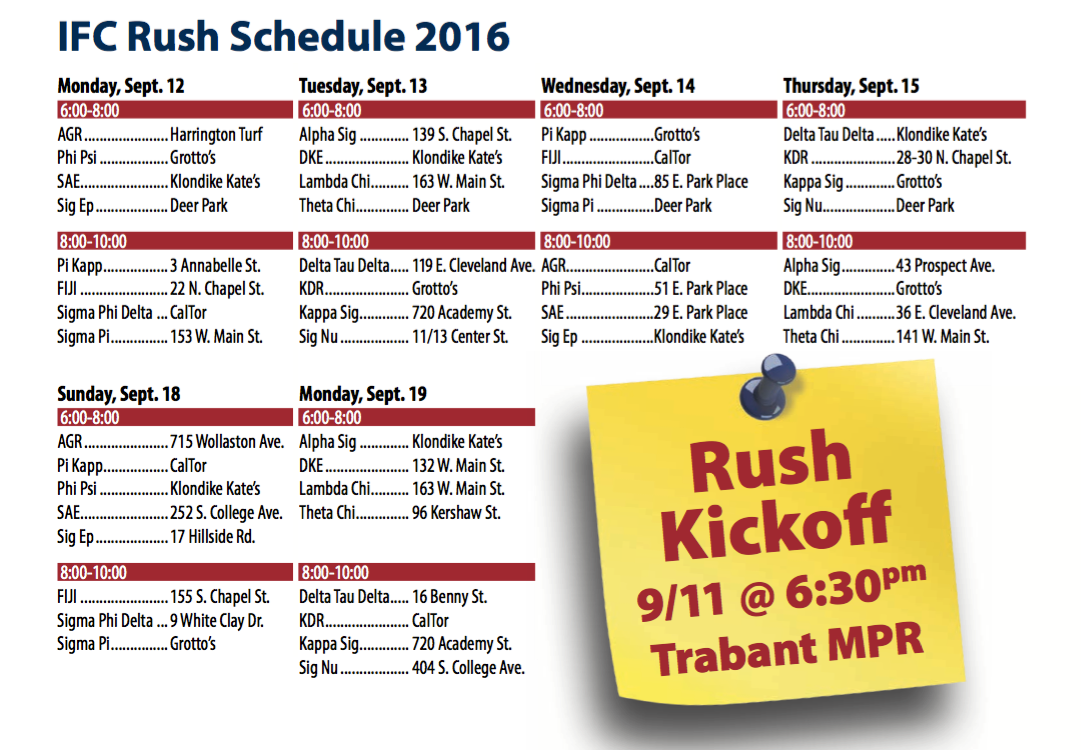 IFC Rush Schedule 2016
Monday, Sept. 12
6:00-8:00
AGR ..................... Harrington Turf
Phi Psi .................. Grotto's
SAE....................... Klondike Kate's
Sig Ep ................... Deer Park
8:00-10:00
Pi Kapp................. 3 Annabelle St.
FIJI ....................... 22 N. Chapel St.
Sigma Phi Delta ... CalTor
Sigma Pi............... 153 W. Main St.
Tuesday, Sept. 13
6:00-8:00
Alpha Sig ............. 139 S. Chapel St.
DKE ..................... Klondike Kate's
Lambda Chi.......... 163 W. Main St.
Theta Chi.............. Deer Park
8:00-10:00
Delta Tau Delta..... 119 E. Cleveland Ave.
KDR...................... Grotto's
Kappa Sig............. 720 Academy St.
Sig Nu .................. 11/13 Center St.
Wednesday, Sept. 14
6:00-8:00
Pi Kapp .................Grotto's
FIJI........................CalTor
Sigma Phi Delta ....85 E. Park Place
Sigma Pi ...............Deer Park
8:00-10:00
AGR.......................CalTor
Phi Psi...................51 E. Park Place
SAE .......................29 E. Park Place
Sig Ep ...................Klondike Kate's
Thursday, Sept. 15
6:00-8:00
Delta Tau Delta .....Klondike Kate's
KDR ......................28-30 N. Chapel St.
Kappa Sig .............Grotto's
Sig Nu...................Deer Park
8:00-10:00
Alpha Sig..............43 Prospect Ave.
DKE.......................Grotto's
Lambda Chi ..........36 E. Cleveland Ave.
Theta Chi ..............141 W. Main St.
Sunday, Sept. 18
6:00-8:00
AGR ..................... 715 Wollaston Ave.
Pi Kapp................. CalTor
Phi Psi .................. Klondike Kate's
SAE....................... 252 S. College Ave.
Sig Ep ................... 17 Hillside Rd.
8:00-10:00
FIJI ....................... 155 S. Chapel St.
Sigma Phi Delta ... 9 White Clay Dr.
Sigma Pi............... Grotto's
Monday, Sept. 19
6:00-8:00
Alpha Sig ............. Klondike Kate's
DKE ..................... 132 W. Main St.
Lambda Chi.......... 163 W. Main St.
Theta Chi.............. 96 Kershaw St.
8:00-10:00
Delta Tau Delta..... 16 Benny St.
KDR...................... CalTor
Kappa Sig............. 720 Academy St.
Sig Nu .................. 404 S. College Ave.
Rush
Kickoff
9/11 @ 6:30pm
Trabant MPR